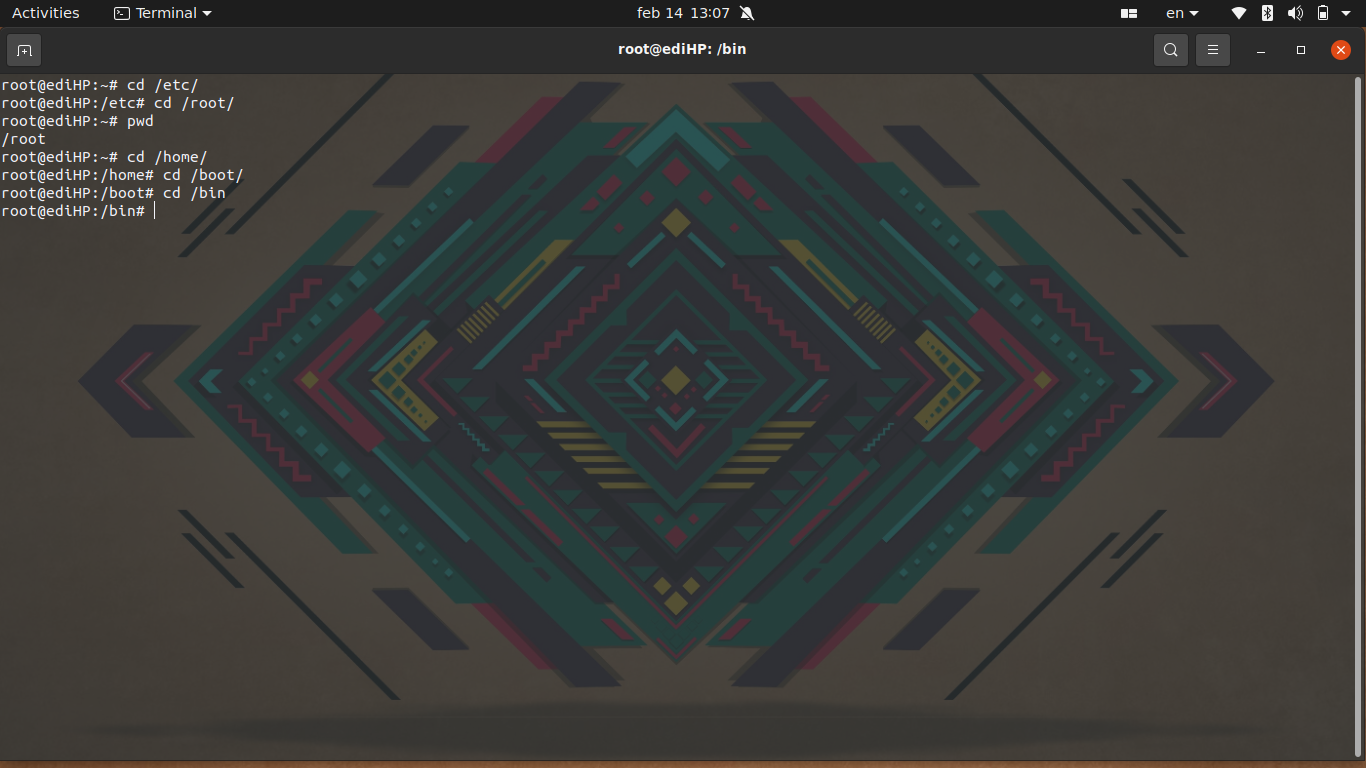 Activities Terminal feb 14 13:07 en
root@ediHP: /bin
root@ediHP:~# cd /etc/
root@ediHP:/etc# cd /root/
root@ediHP:~# pwd
/root
root@ediHP:~# cd /home/
root@ediHP:/home# cd /boot/
root@ediHP:/boot# cd /bin
root@ediHP:/bin#